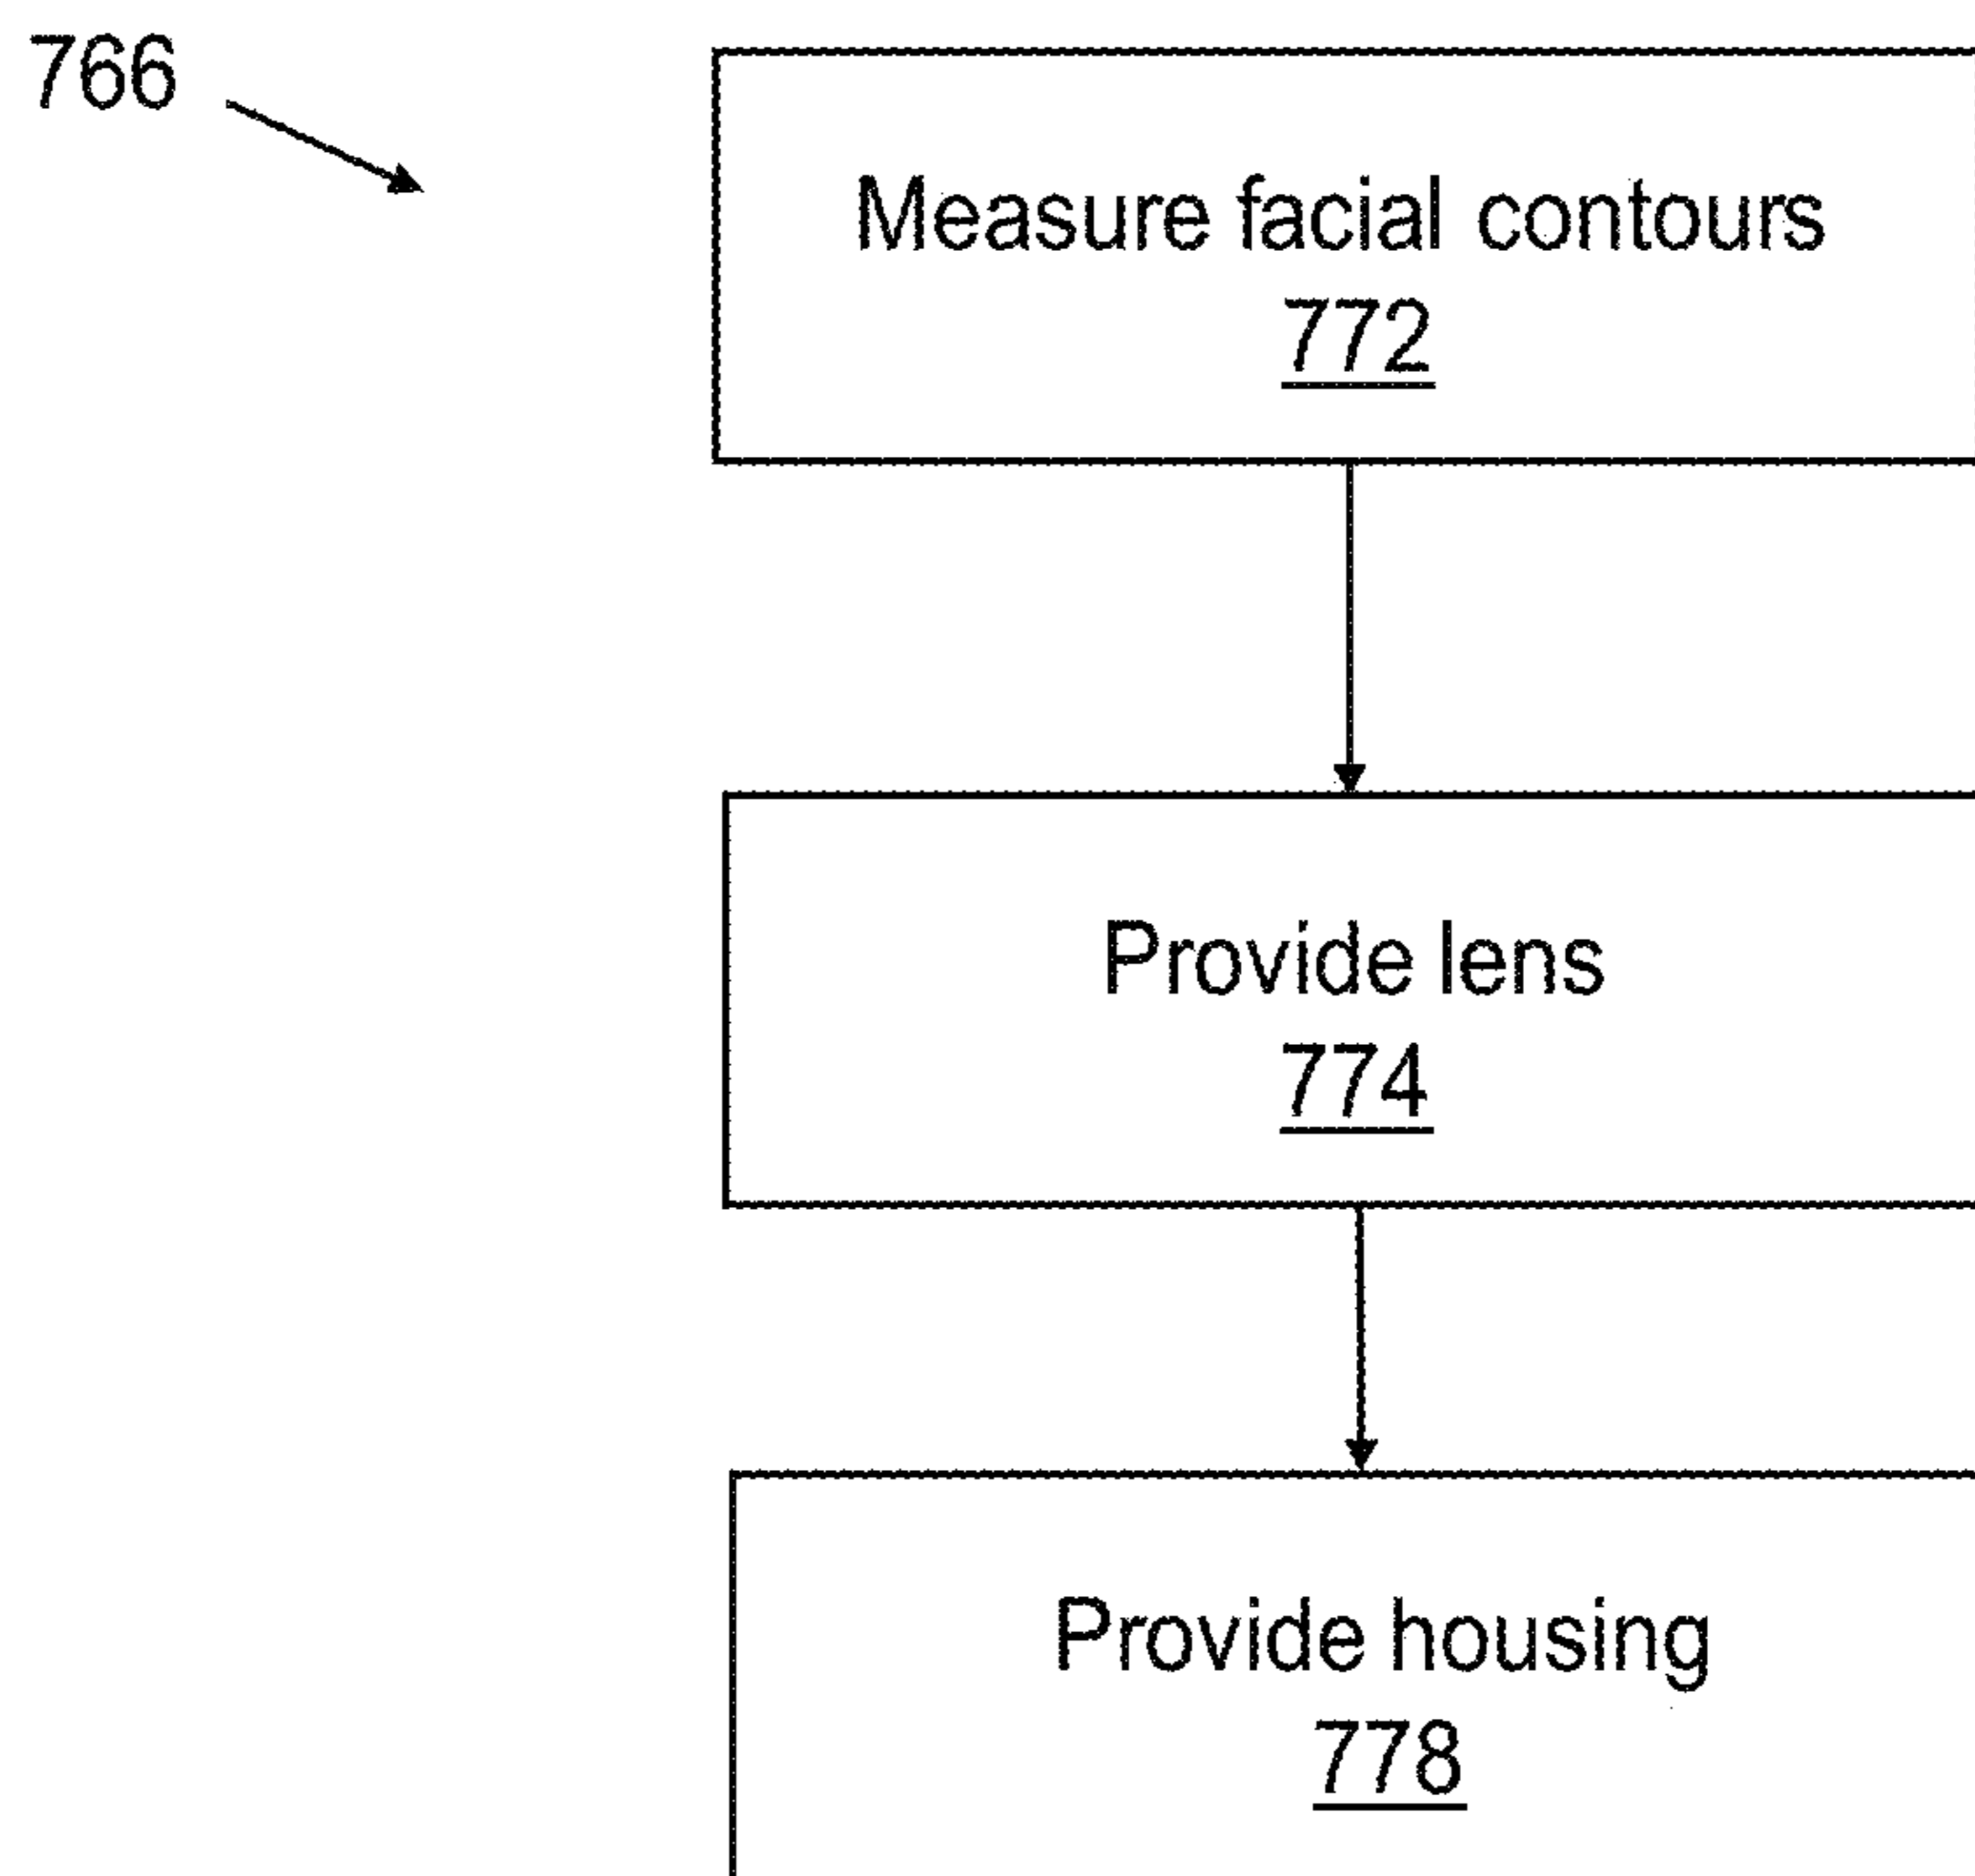 766
Measure facial contours
772
Provide lens
774
Provide housing
778